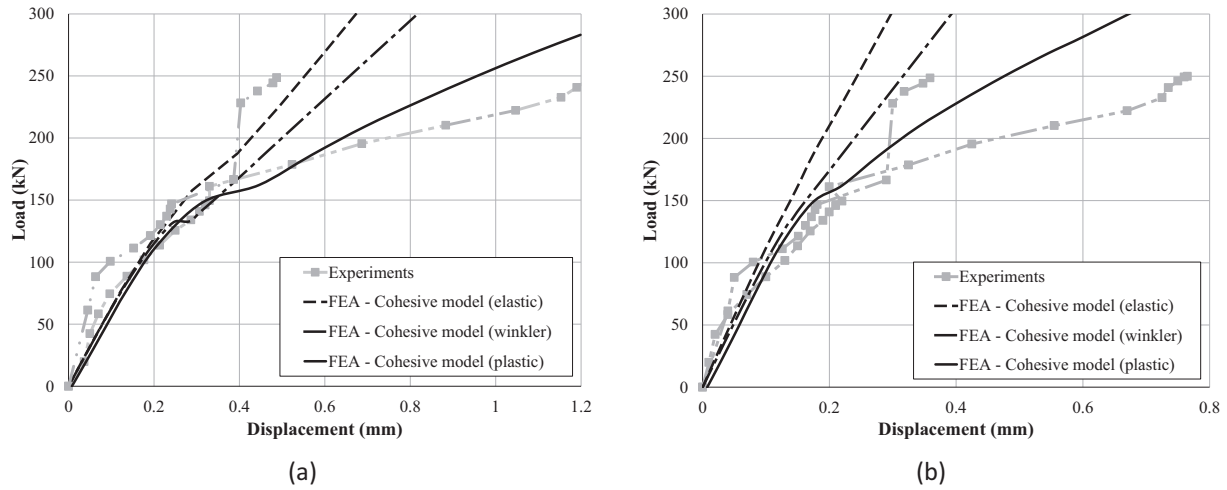 300
250
200
150
100
50
0
Load (kN)
0 0.2 0.4 0.6 0.8 1 1.2
Displacement (mm)
Experiments
FEA - Cohesive model (elastic)
FEA - Cohesive model (winkler)
FEA - Cohesive model (plastic)
(a)
300
250
200
150
100
50
0
Load (kN)
0 0.2 0.4 0.6 0.8
Displacement (mm)
Experiments
FEA - Cohesive model (elastic)
FEA - Cohesive model (winkler)
FEA - Cohesive model (plastic)
(b)